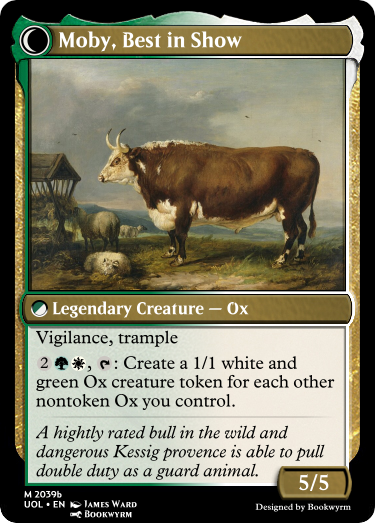 Moby, Best in Show
Legendary Creature — Ox
Vigilance, trample
2, : Create a 1/1 white and
green Ox creature token for each other
nontoken Ox you control.
A hightly rated bull in the wild and
dangerous Kessig provence is able to pull
double duty as a guard animal.
5/5
M 2039b
UOL • EN JAMES WARD
BOOKWYRM
Designed by Bookwyrm